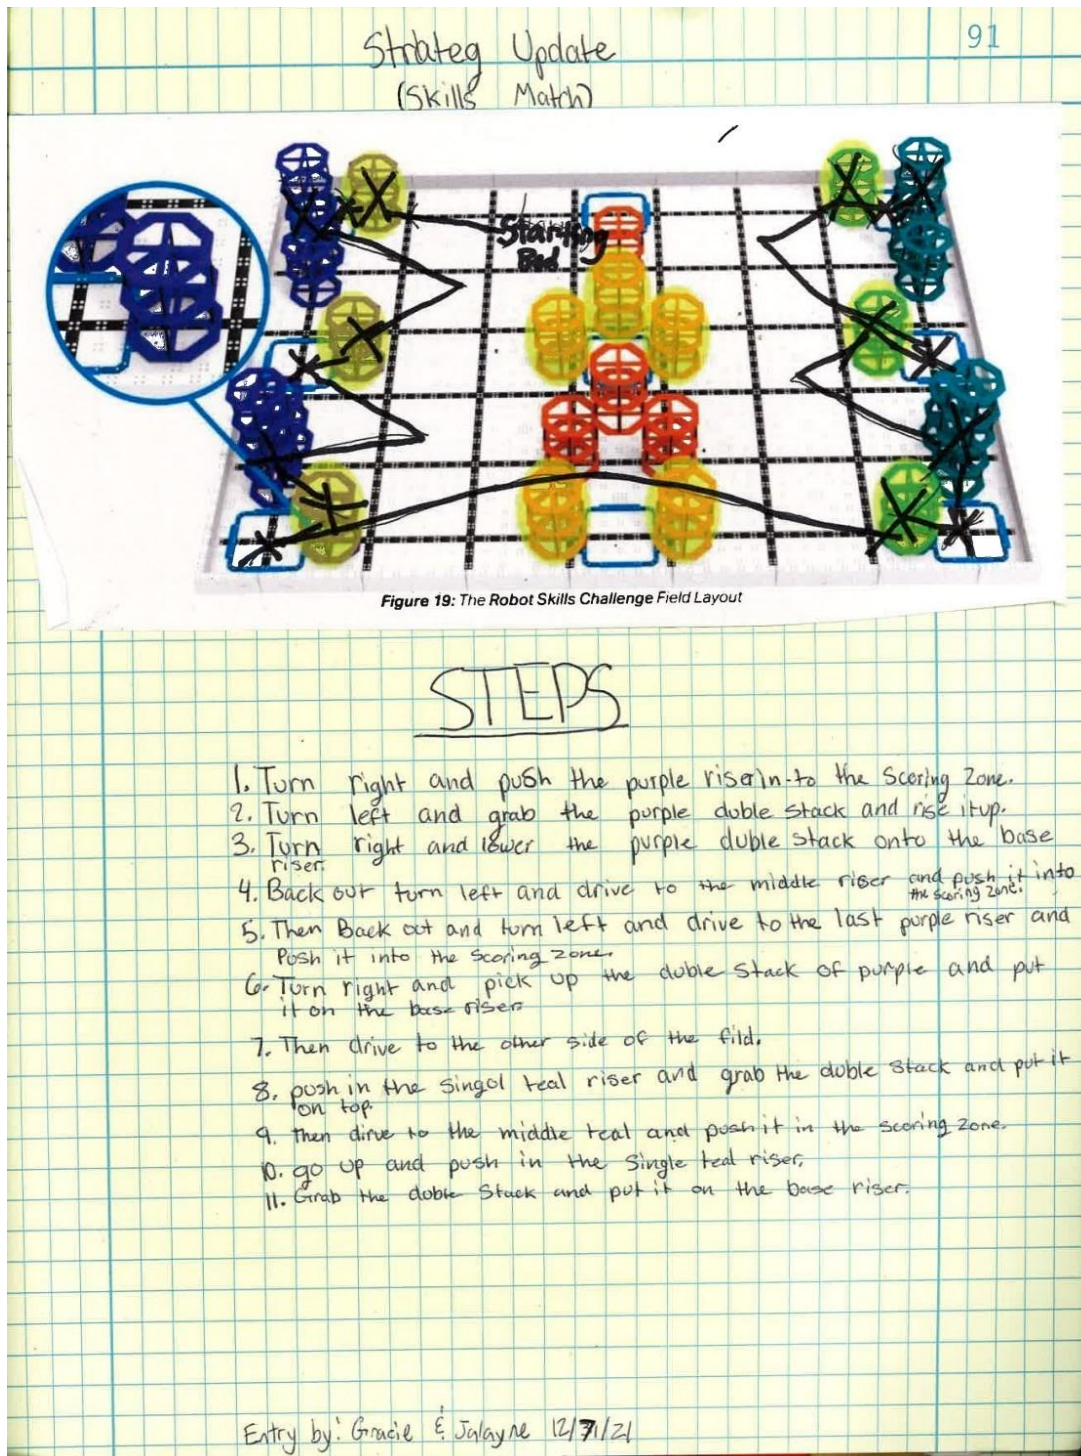 91
Strateg Update
(Skills Match)
Starting
Figure 19: The Robot Skills Challenge Field Layout
STEPS
1. Turn right and push the purple riser in-to the Scoring Zone.
2. Turn left and grab the purple duble stack and rise it up.
3. Turn right and lower the purple duble stack onto the base
riser.
4. Back out turn left and drive to the middle riser and push it into
the scoring zone.
5. Then Back out and turn left and drive to the last purple riser and
Push it into the scoring zone.
6. Turn right and pick up the duble stack of purple and put
it on the base riser.
7. Then drive to the other side of the fild.
8. push in the singol teal riser and grab the duble stack and put it
on top.
9. then dirve to the middle teal and push it in the scoring zone.
10. go up and push in the single teal riser.
11. Grab the duble Stack and put it on the base riser.
Entry by: Gracie & Jalayne